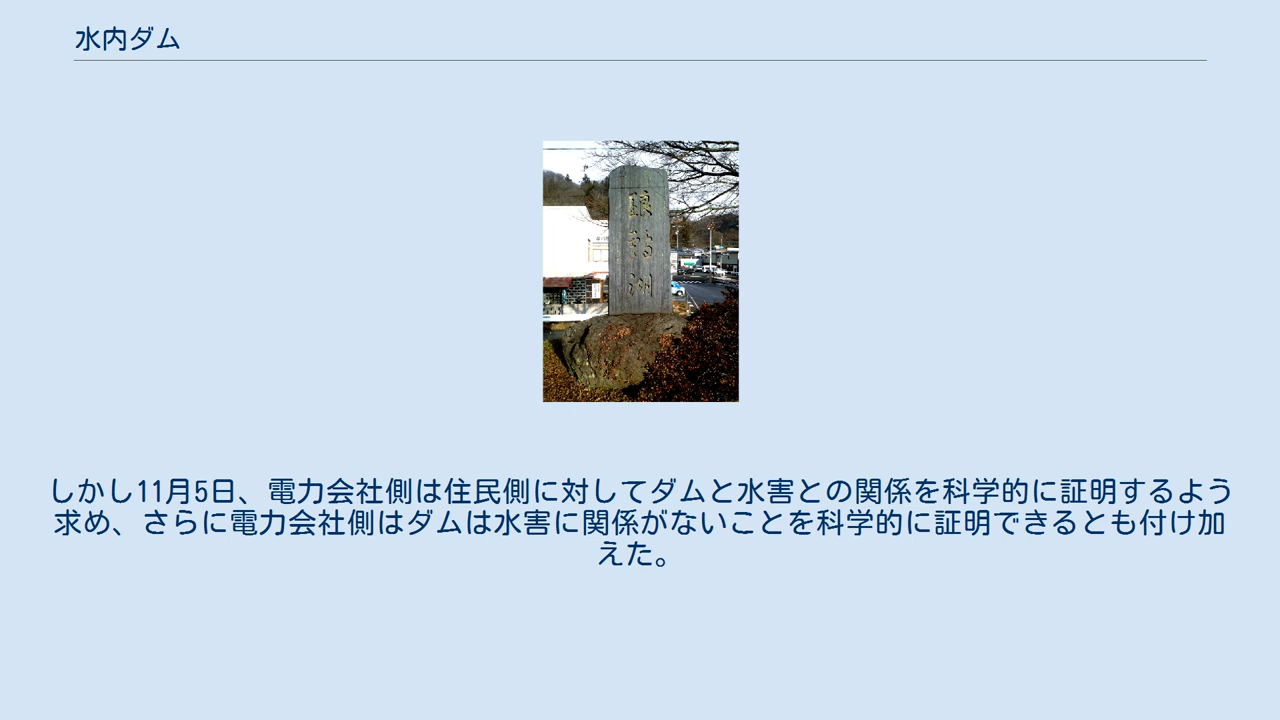 水内ダム
しかし11月5日、電力会社側は住民側に対してダムと水害との関係を科学的に証明するよう
求め、さらに電力会社側はダムは水害に関係がないことを科学的に証明できるとも付け加
えた。